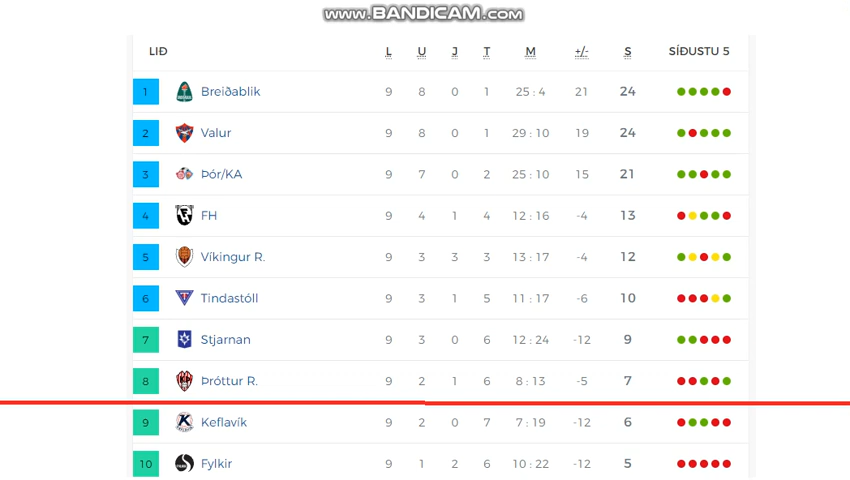 www.BANDICAM.com
LIÐ L U J T M +/- S SÍÐUSTU 5
1 Breiðablik 9 8 0 1 25 : 4 21 24
2 Valur 9 8 0 1 29 : 10 19 24
3 Þór/KA 9 7 0 2 25 : 10 15 21
4 FH 9 4 1 4 12 : 16 -4 13
5 Víkingur R. 9 3 3 3 13 : 17 -4 12
6 Tindastóll 9 3 1 5 11 : 17 -6 10
7 Stjarnan 9 3 0 6 12 : 24 -12 9
8 Þróttur R. 9 2 1 6 8 : 13 -5 7
9 Keflavík 9 2 0 7 7 : 19 -12 6
10 Fylkir 9 1 2 6 10 : 22 -12 5